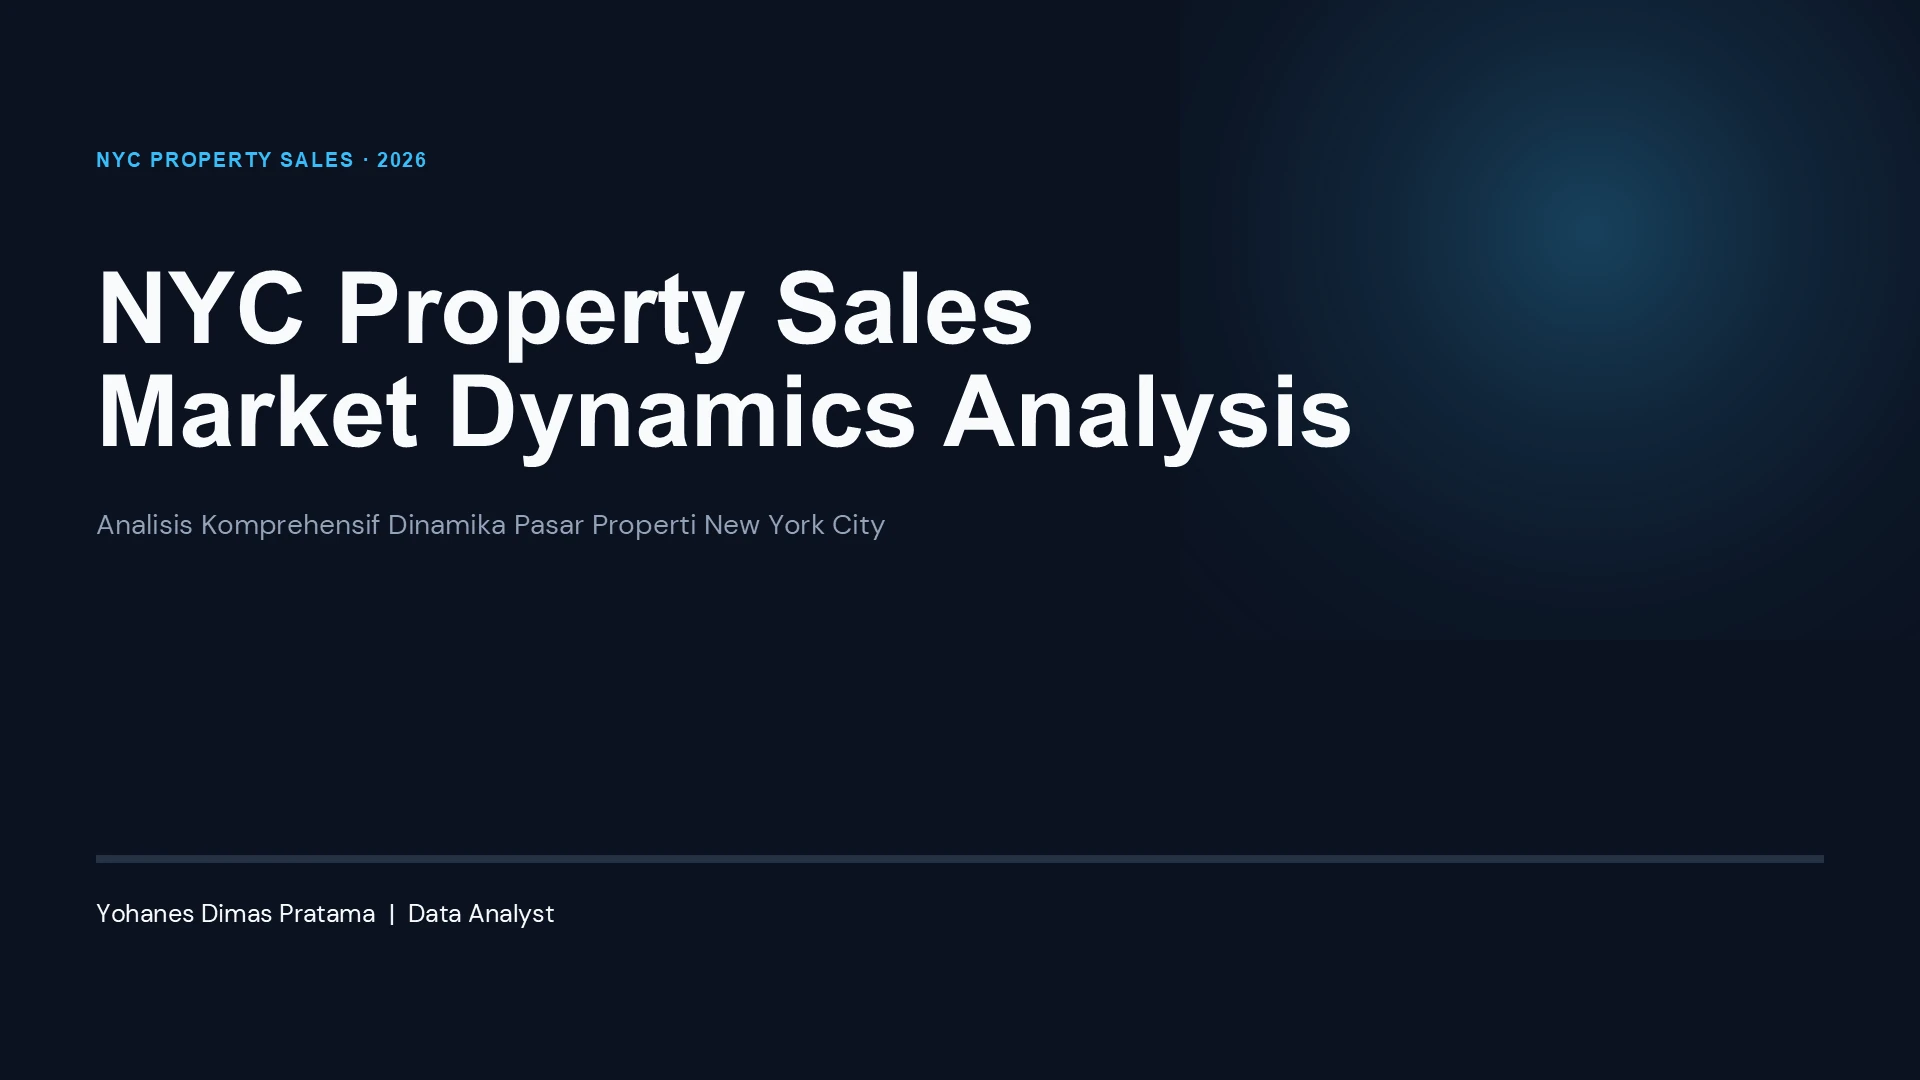 NYC PROPERTY SALES · 2026
NYC Property Sales
Market Dynamics Analysis
Analisis Komprehensif Dinamika Pasar Properti New York City
Yohanes Dimas Pratama | Data Analyst